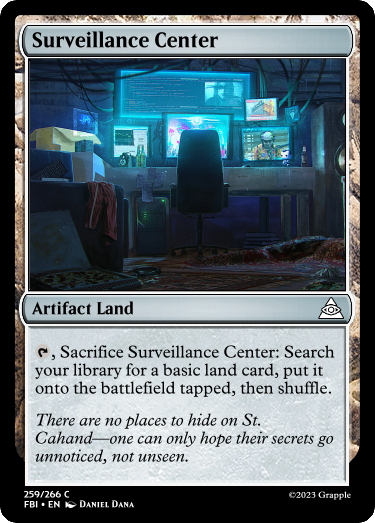 Surveillance Center
Artifact Land
, Sacrifice Surveillance Center: Search
your library for a basic land card, put it
onto the battlefield tapped, then shuffle.
There are no places to hide on St.
Cahand—one can only hope their secrets go
unnoticed, not unseen.
259/266 C
FBI • EN Daniel Dana
©2023 Grapple